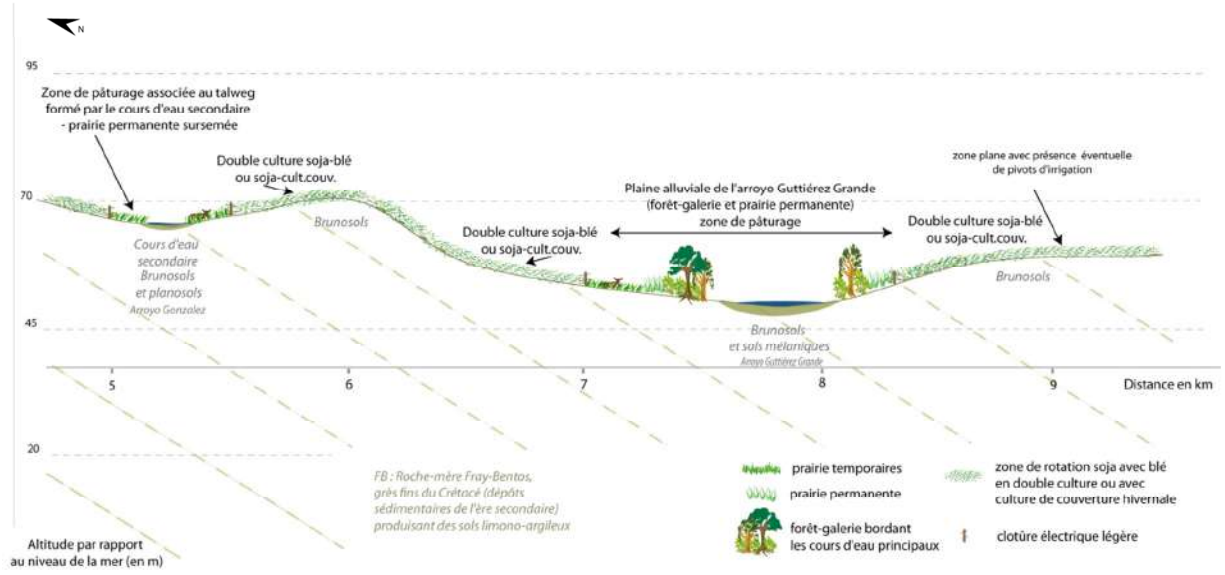 N
95
Zone de pâturage associée au talweg
formé par le cours d'eau secondaire
- prairie permanente sursemée
Double culture soja-blé
ou soja-cult.couv.
zone plane avec présence éventuelle
de pivots d'irrigation
70
Plaine alluviale de l'arroyo Guttiérez Grande
(forêt-galerie et prairie permanente)
zone de pâturage
Brunosols
Double culture soja-blé
ou soja-cult.couv.
Double culture soja-blé
ou soja-cult.couv.
Cours d'eau
secondaire
Brunosols
et planosols
Arroyo Gonzalez
Brunosols
45
Brunosols
et sols mélaniques
Arroyo Guttiérez Grande
5
6
7
8
9
Distance en km
20
FB : Roche-mère Fray-Bentos,
grès fins du Crétacé (dépôts
sédimentaires de l'ère secondaire)
produisant des sols limono-argileux
prairie temporaires
prairie permanente
forêt-galerie bordant
les cours d'eau principaux
zone de rotation soja avec blé
en double culture ou avec
culture de couverture hivernale
clotûre électrique légère
Altitude par rapport
au niveau de la mer (en m)